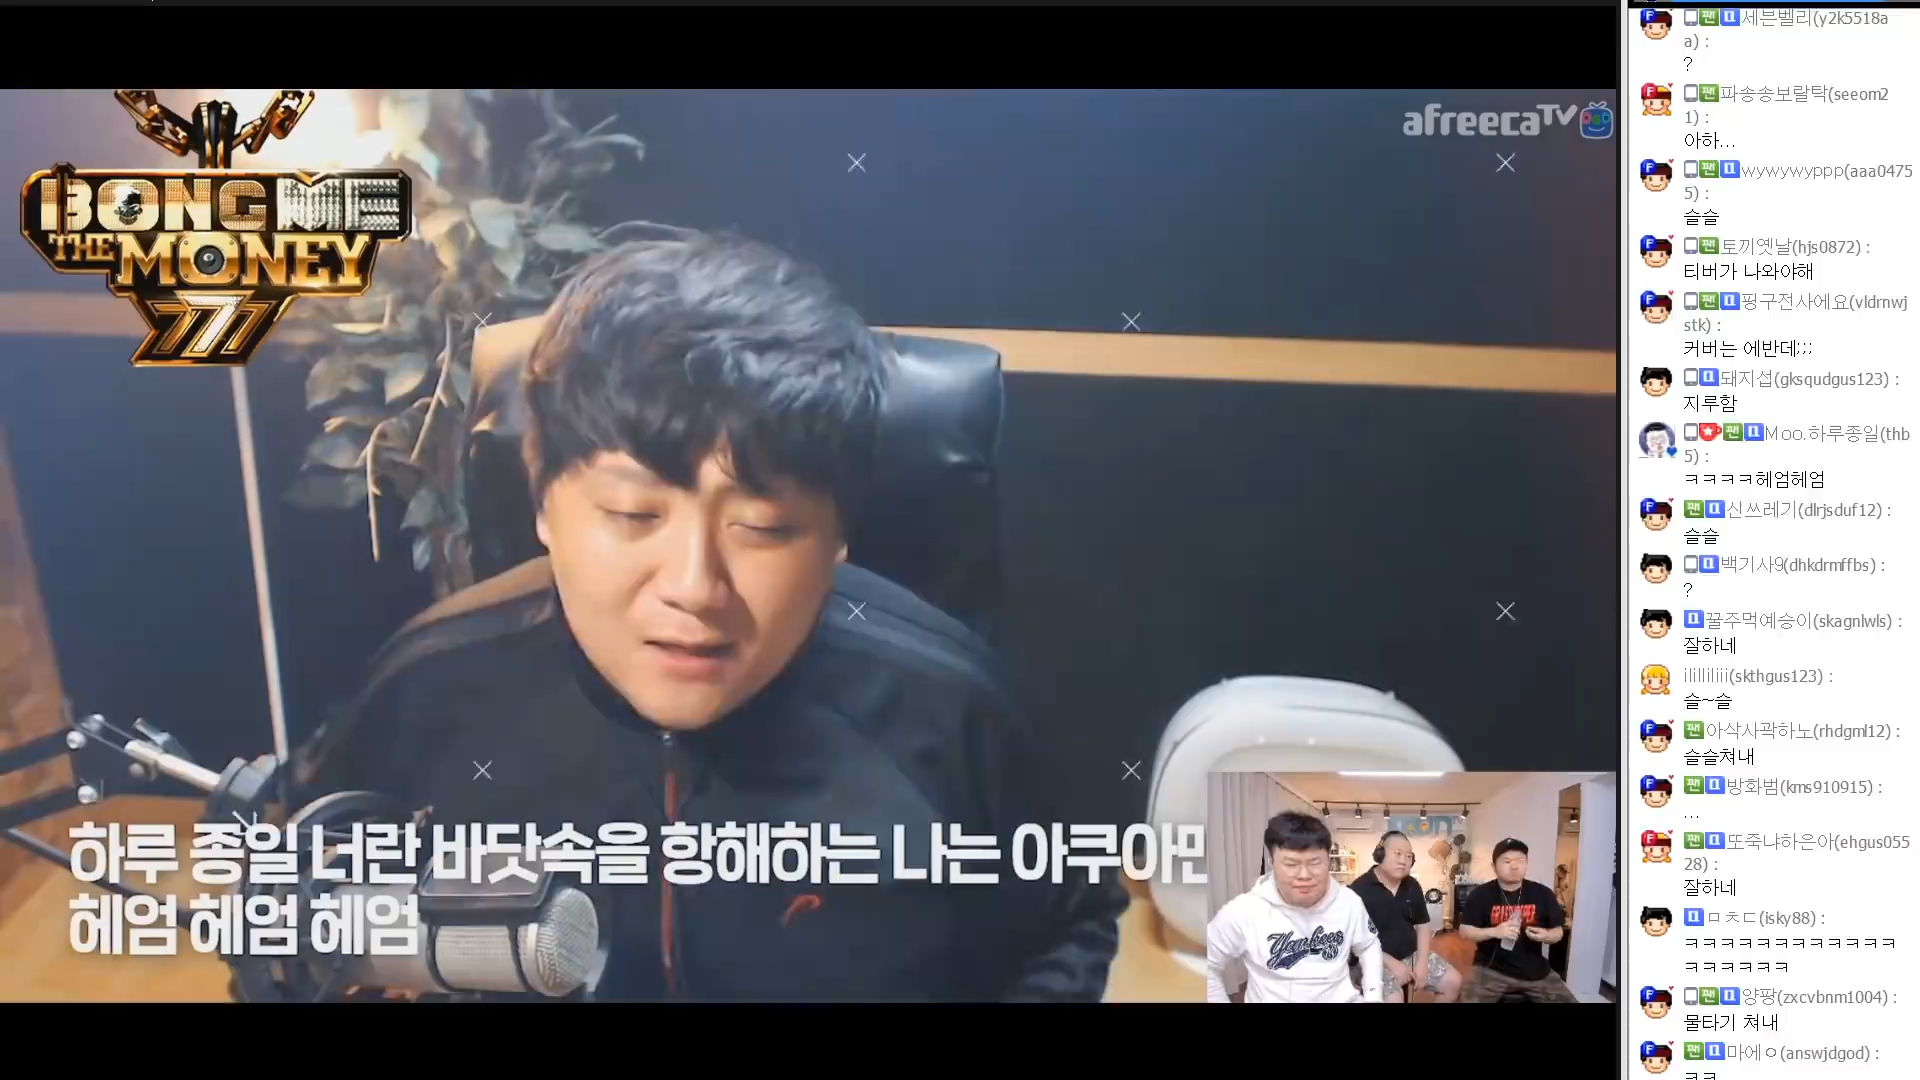 BONG ME
THE MONEY
777
afreecaTV
하루 종일 너란 바닷속을 항해하는 나는 아쿠아
헤엄 헤엄 헤엄
Yankees
세븐벨리(y2k5518a
a) :
?
파송송보랄탁(seeom2
1) :
아하...
wywywyppp(aaa0475
5) :
슬슬
토끼옛날(hjs0872) :
티버가 나와야해
핑구전사에요(vldrnwj
stk) :
커버는 에반데;;;
돼지섭(gksqudgus123) :
지루함
Moo.하루종일(thb
5) :
ㅋㅋㅋㅋ헤엄헤엄
신쓰레기(dlrjsduf12) :
슬슬
백기사9(dhkdrmffbs) :
?
꿀주먹예승이(skagnlwls) :
잘하네
ilillliliii(skthgus123) :
슬~슬
아삭사곽하노(rhdgml12) :
슬슬쳐내
방화범(kms910915) :
...
또죽냐하은아(ehgus055
28) :
잘하네
ㅁㅊㄷ(isky88) :
ㅋㅋㅋㅋㅋㅋㅋㅋㅋㅋㅋㅋ
ㅋㅋㅋㅋㅋㅋ
양팡(zxcvbnm1004) :
물타기 쳐내
마에ㅇ(answjdgod) :
ㅋㅋ